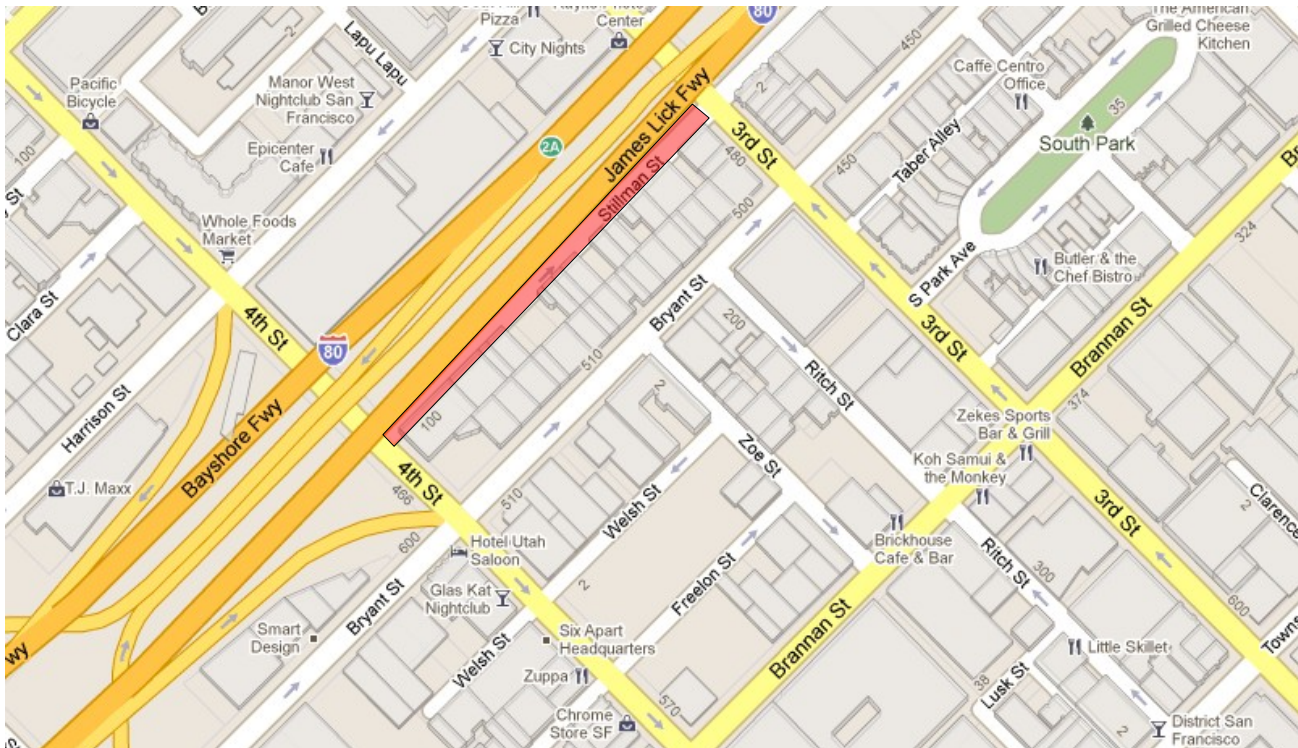 Pizza
Center
80
The American
Grilled Cheese
Kitchen
City Nights
450
Lapu Lapu
2
Pacific
Bicycle
Manor West
Nightclub San
Francisco
Caffe Centro
Office
2
35
James Lick Fwy
3rd St
100
Epicenter
Cafe
2A
480
450
Taber Alley
South Park
Bra
St
Stillman St
500
Whole Foods
Market
324
Clara St
S Park Ave
Butler & the
Chef Bistro
4th St
80
Bryant St
200
3rd St
Brannan St
510
Ritch St
Harrison St
374
Zekes Sports
Bar & Grill
Bayshore Fwy
100
2
Zoe St
Koh Samui &
the Monkey
T.J. Maxx
4th St
466
510
Welsh St
3rd St
Clarence
2
600
Hotel Utah
Saloon
Brickhouse
Cafe & Bar
Ritch St
Glas Kat
Nightclub
2
Freelon St
300
Bryant St
600
Smart
Design
Six Apart
Headquarters
Brannan St
Towns
wy
Welsh St
Zuppa
Little Skillet
570
38
Lusk St
Chrome
Store SF
2
District San
Francisco